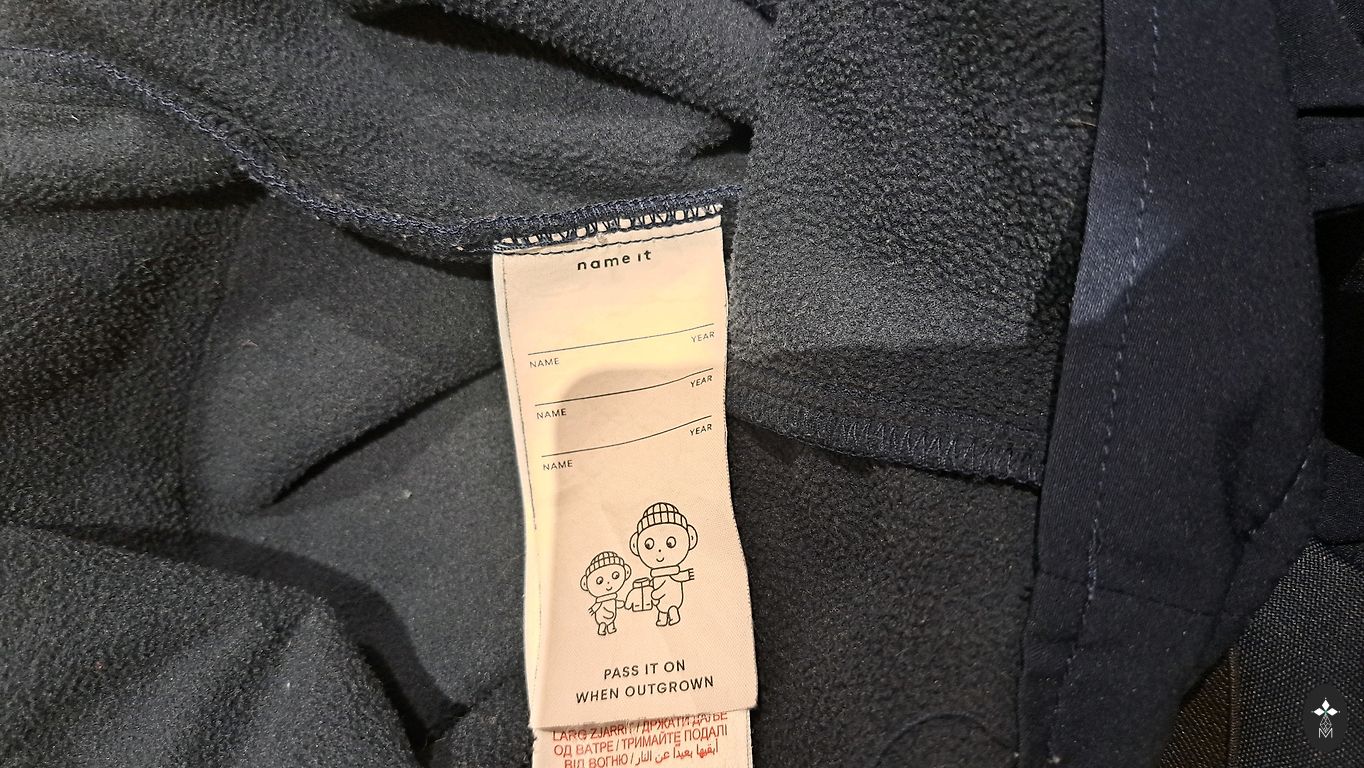 name it
YEAR
NAME
YEAR
NAME
YEAR
NAME
PASS IT ON
WHEN OUTGROWN
LARG ZJARRIT / ДРЖАТИ ДАЉЕ
ОД ВАТРЕ / ТРИМАЙТЕ ПОДАЛІ
ВІД ВОГНЮ / أبقيها بعيداً عن النار